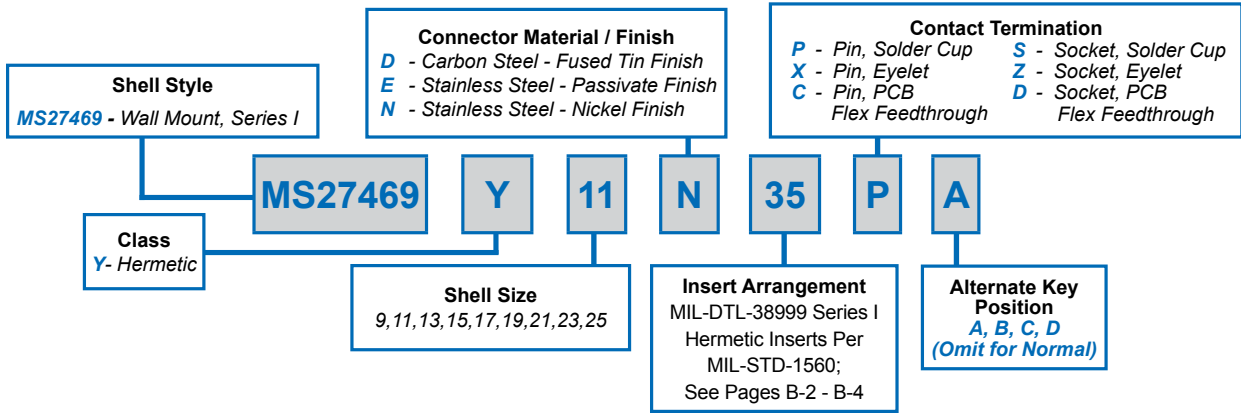 Shell Style
MS27469 - Wall Mount, Series I
Connector Material / Finish
D - Carbon Steel - Fused Tin Finish
E - Stainless Steel - Passivate Finish
N - Stainless Steel - Nickel Finish
Contact Termination
P - Pin, Solder Cup
X - Pin, Eyelet
C - Pin, PCB
Flex Feedthrough
S - Socket, Solder Cup
Z - Socket, Eyelet
D - Socket, PCB
Flex Feedthrough
MS27469 Y 11 N 35 P A
Class
Y- Hermetic
Shell Size
9,11,13,15,17,19,21,23,25
Insert Arrangement
MIL-DTL-38999 Series I
Hermetic Inserts Per
MIL-STD-1560;
See Pages B-2 - B-4
Alternate Key
Position
A, B, C, D
(Omit for Normal)